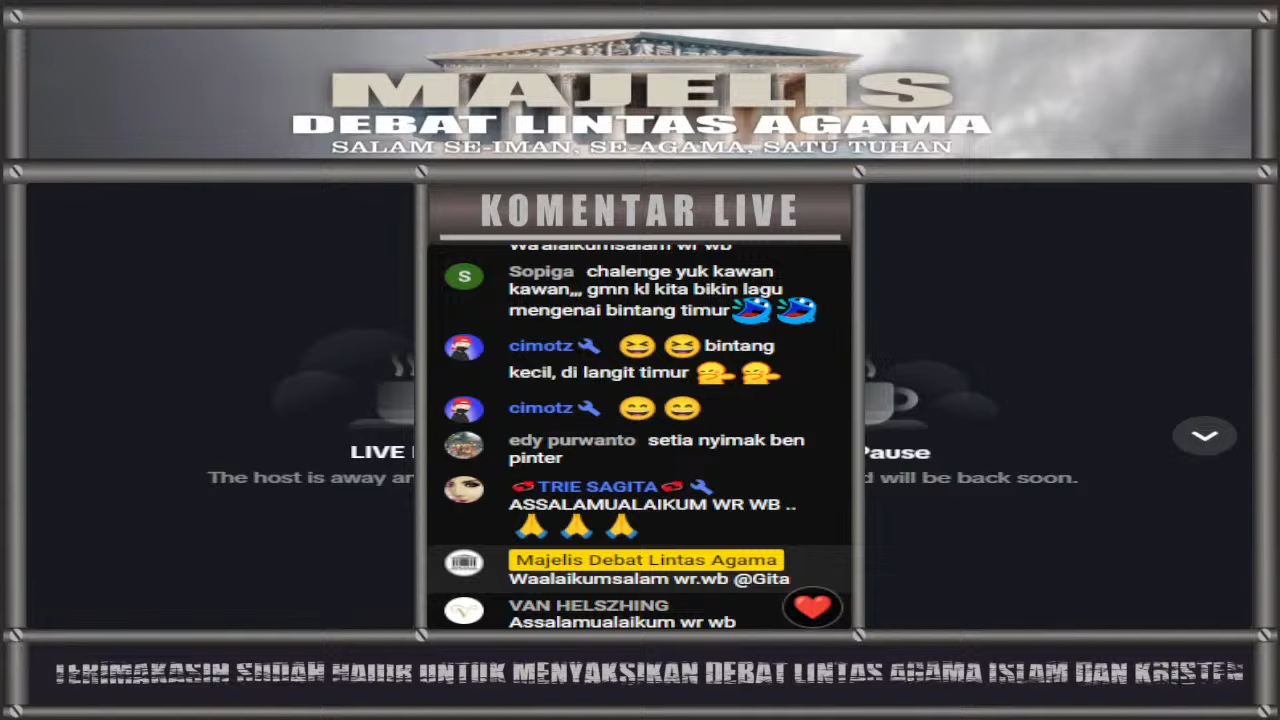 MAJELIS
DEBAT LINTAS AGAMA
SALAM SE-IMAN, SE-AGAMA, SATU TUHAN
KOMENTAR LIVE
Wa'alaikumsalam wr wb
S
Sopiga chalenge yuk kawan
kawan,,, gmn kl kita bikin lagu
mengenai bintang timur🤣🤣
cimotz 😆😆bintang
kecil, di langit timur 🤧🤧
cimotz 😄😄
edy purwanto setia nyimak ben
pinter
TRIE SAGITA
ASSALAMUALAIKUM WR WB ..
🙏🙏🙏
Majelis Debat Lintas Agama
Waalaikumsalam wr.wb @Gita
VAN HELSZHING
Assalamualaikum wr wb
LIVE
Pause
The host is away an
d will be back soon.
TERIMAKASIH SUDAH HADIR UNTUK MENYAKSIKAN DEBAT LINTAS AGAMA ISLAM DAN KRISTEN